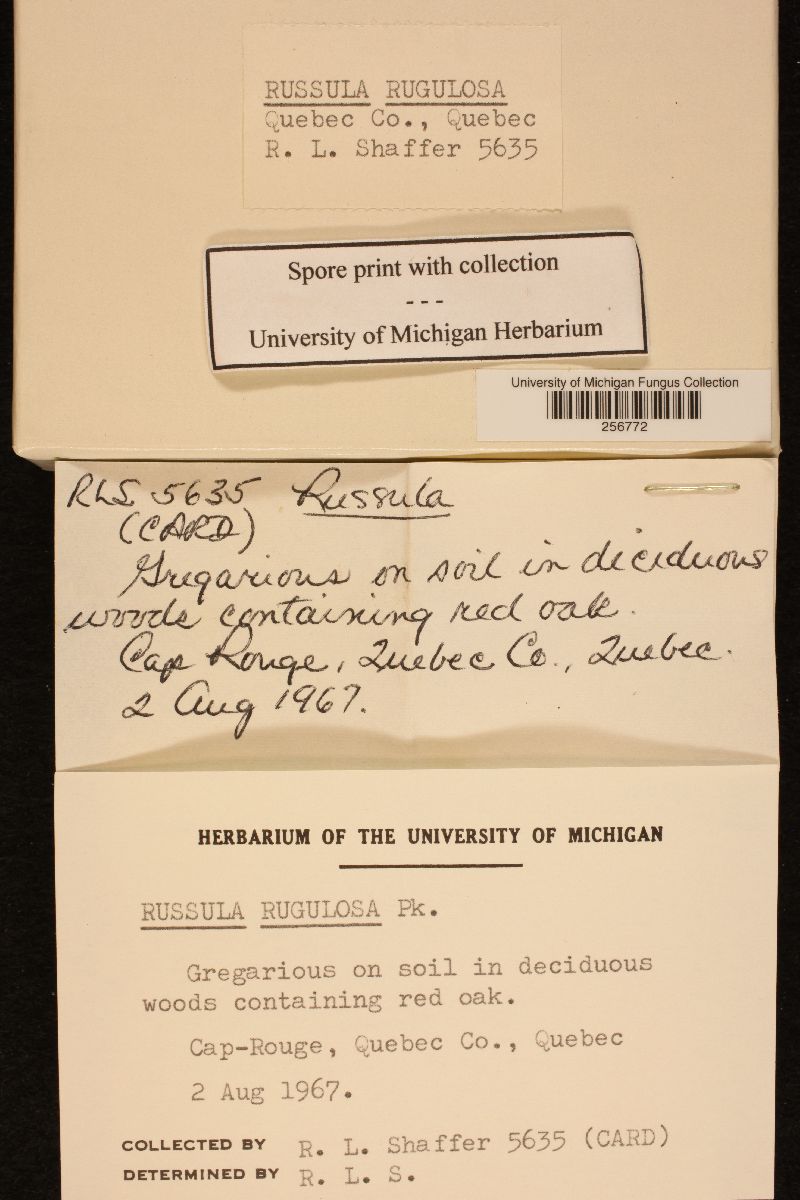 RUSSULA RUGULOSA
Quebec Co., Quebec
R. L. Shaffer 5635
Spore print with collection
---
University of Michigan Herbarium
University of Michigan Fungus Collection
256772
RLS 5635 Russula
(CARD)
Gregarious on soil in deciduous
woods containing red oak.
Cap Rouge, Quebec Co., Quebec.
2 Aug 1967.
HERBARIUM OF THE UNIVERSITY OF MICHIGAN
RUSSULA RUGULOSA Pk.
Gregarious on soil in deciduous
woods containing red oak.
Cap-Rouge, Quebec Co., Quebec
2 Aug 1967.
COLLECTED BY R. L. Shaffer 5635 (CARD)
DETERMINED BY R. L. S.